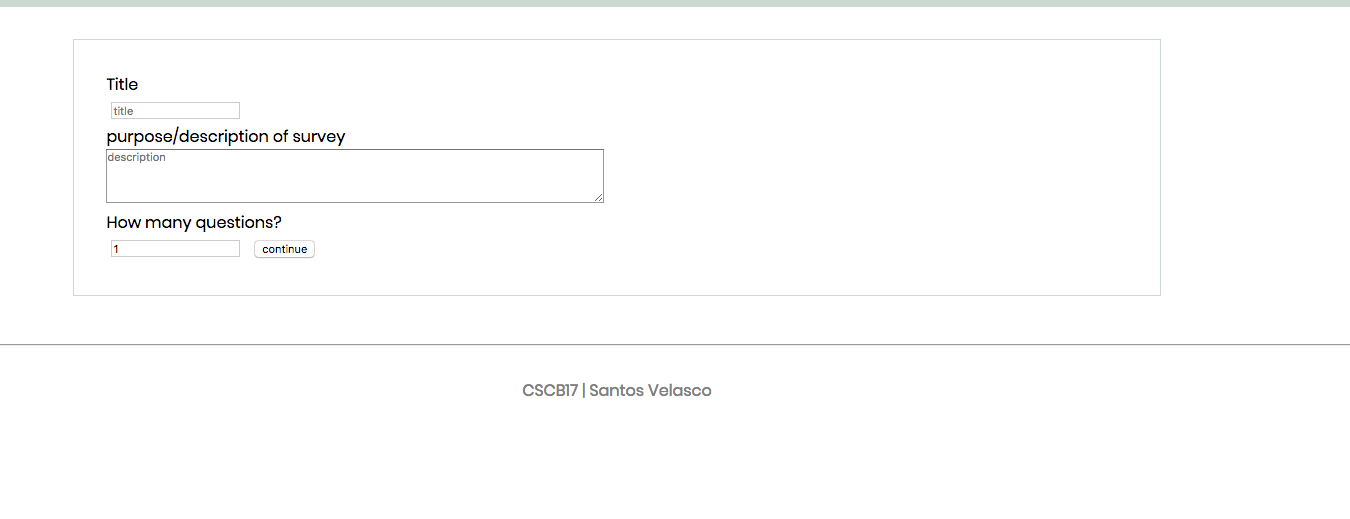 Title
title
purpose/description of survey
description
How many questions?
1 continue
CSCB17 | Santos Velasco